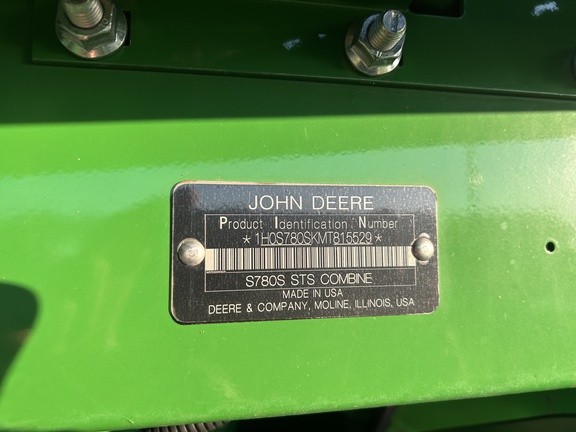 JOHN DEERE
Product Identification Number
*1H0S780SKMT815529*
S780S STS COMBINE
MADE IN USA
DEERE & COMPANY, MOLINE, ILLINOIS, USA